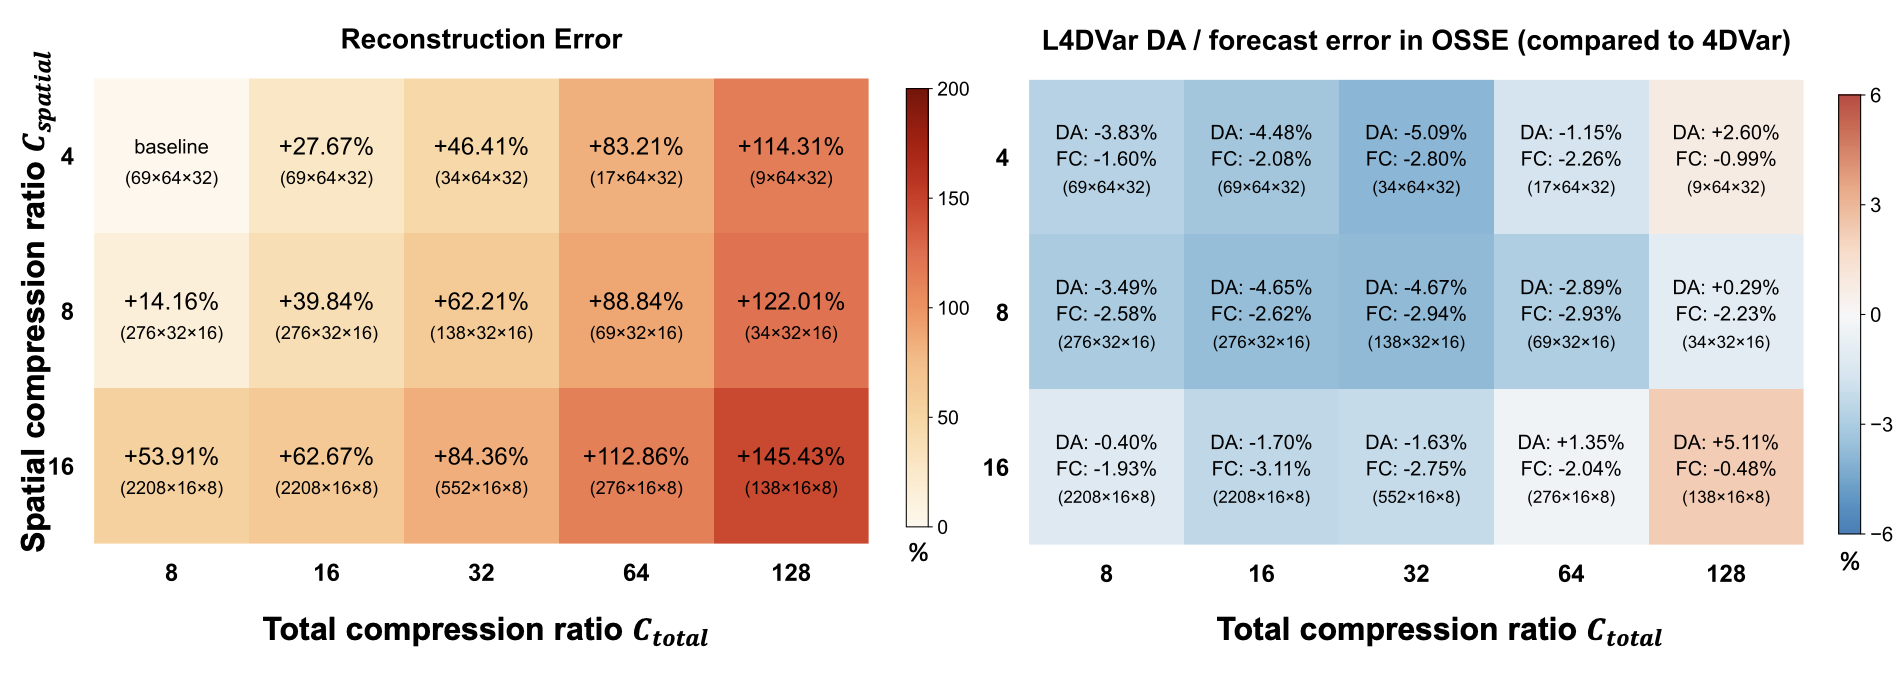 Reconstruction Error
Spatial compression ratio C_spatial
4
8
16
baseline
(69×64×32)
+27.67%
(69×64×32)
+46.41%
(34×64×32)
+83.21%
(17×64×32)
+114.31%
(9×64×32)
+14.16%
(276×32×16)
+39.84%
(276×32×16)
+62.21%
(138×32×16)
+88.84%
(69×32×16)
+122.01%
(34×32×16)
+53.91%
(2208×16×8)
+62.67%
(2208×16×8)
+84.36%
(552×16×8)
+112.86%
(276×16×8)
+145.43%
(138×16×8)
8
16
32
64
128
Total compression ratio C_total
200
150
100
50
0
%
L4DVar DA / forecast error in OSSE (compared to 4DVar)
4
8
16
DA: -3.83%
FC: -1.60%
(69×64×32)
DA: -4.48%
FC: -2.08%
(69×64×32)
DA: -5.09%
FC: -2.80%
(34×64×32)
DA: -1.15%
FC: -2.26%
(17×64×32)
DA: +2.60%
FC: -0.99%
(9×64×32)
DA: -3.49%
FC: -2.58%
(276×32×16)
DA: -4.65%
FC: -2.62%
(276×32×16)
DA: -4.67%
FC: -2.94%
(138×32×16)
DA: -2.89%
FC: -2.93%
(69×32×16)
DA: +0.29%
FC: -2.23%
(34×32×16)
DA: -0.40%
FC: -1.93%
(2208×16×8)
DA: -1.70%
FC: -3.11%
(2208×16×8)
DA: -1.63%
FC: -2.75%
(552×16×8)
DA: +1.35%
FC: -2.04%
(276×16×8)
DA: +5.11%
FC: -0.48%
(138×16×8)
8
16
32
64
128
Total compression ratio C_total
6
3
0
−3
−6
%